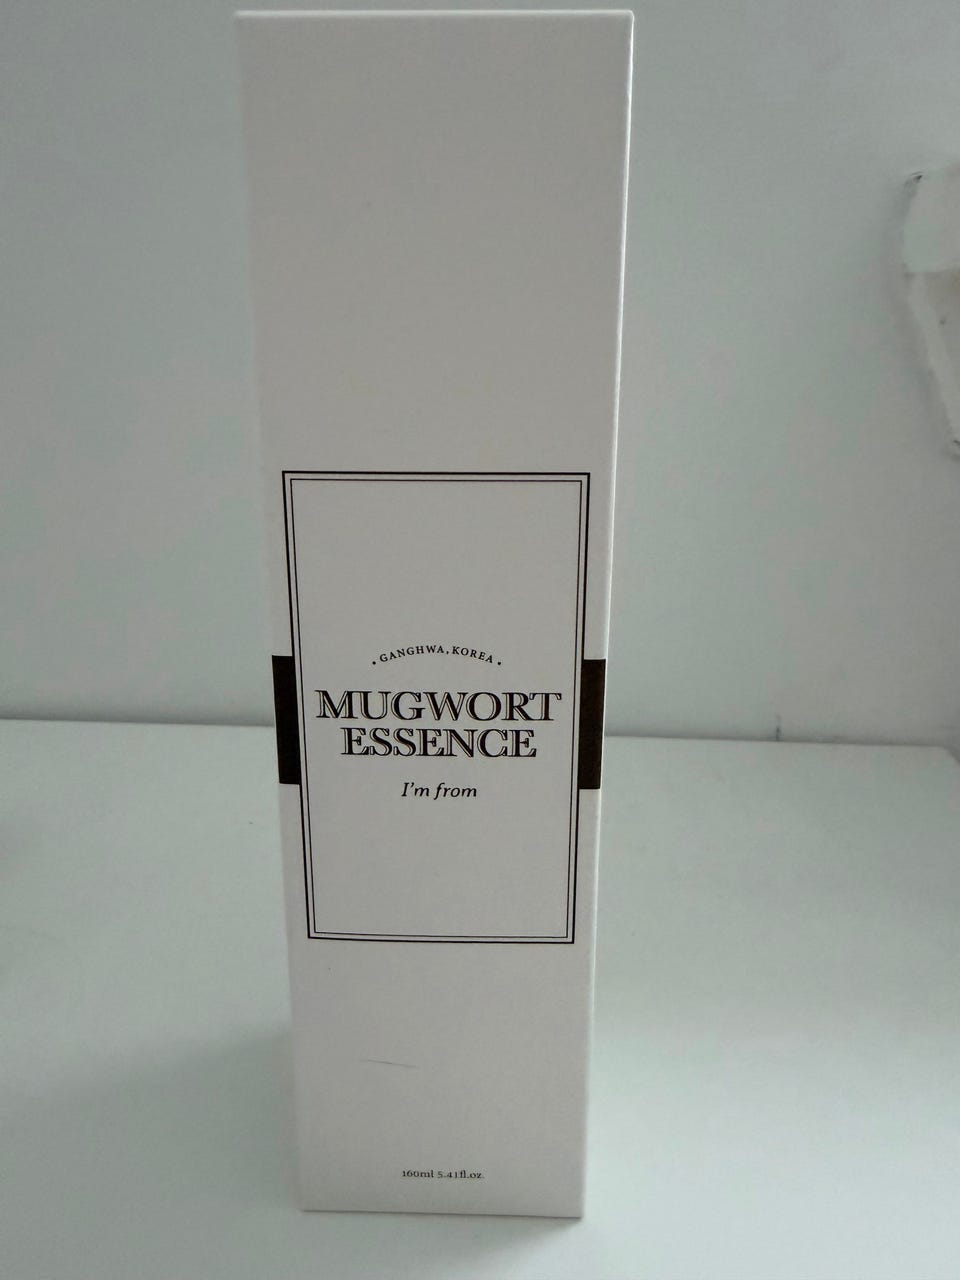 • GANGHWA, KOREA •
MUGWORT
ESSENCE
I'm from
160ml 5.41fl.oz.